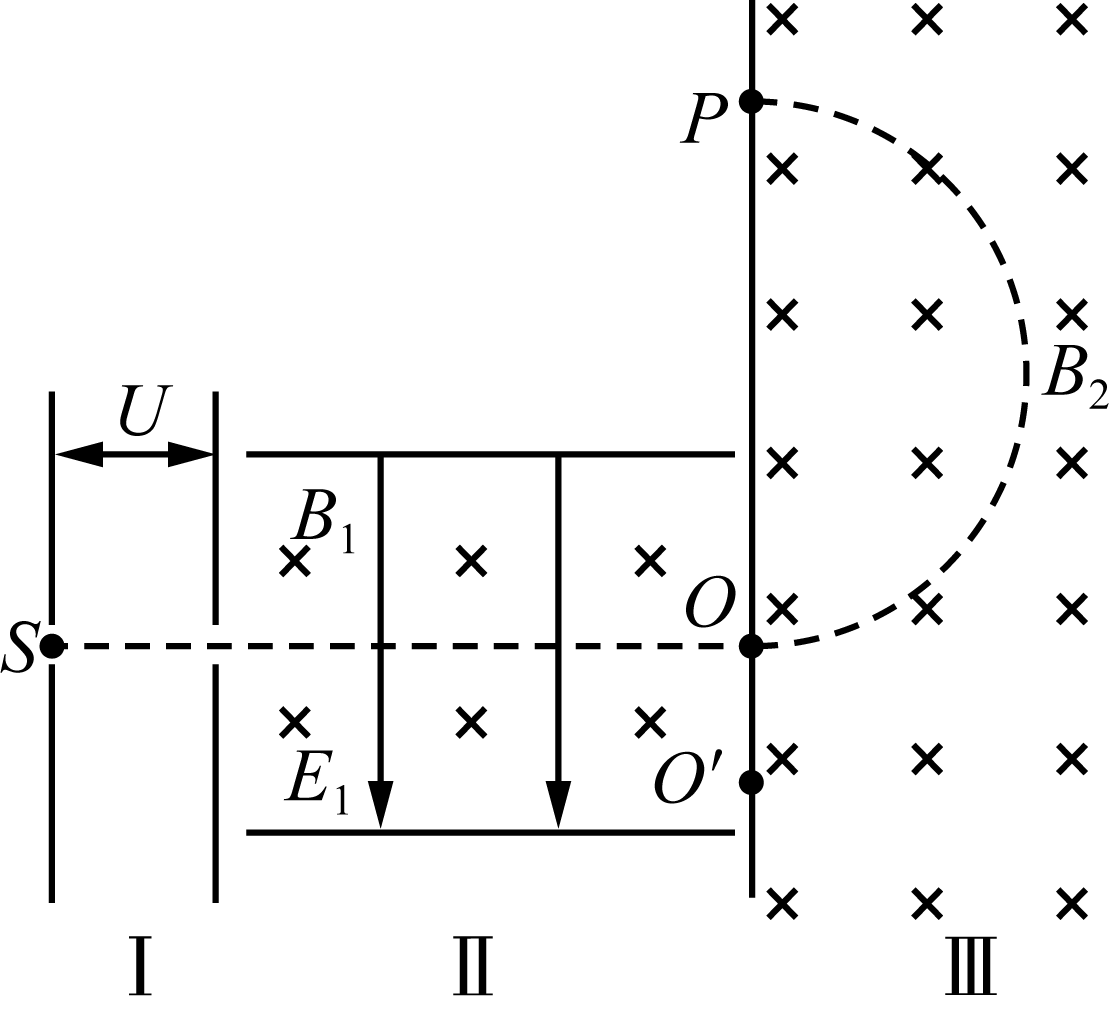 P
B₂
U
B₁
O
S
E₁
O′
Ⅰ Ⅱ Ⅲ